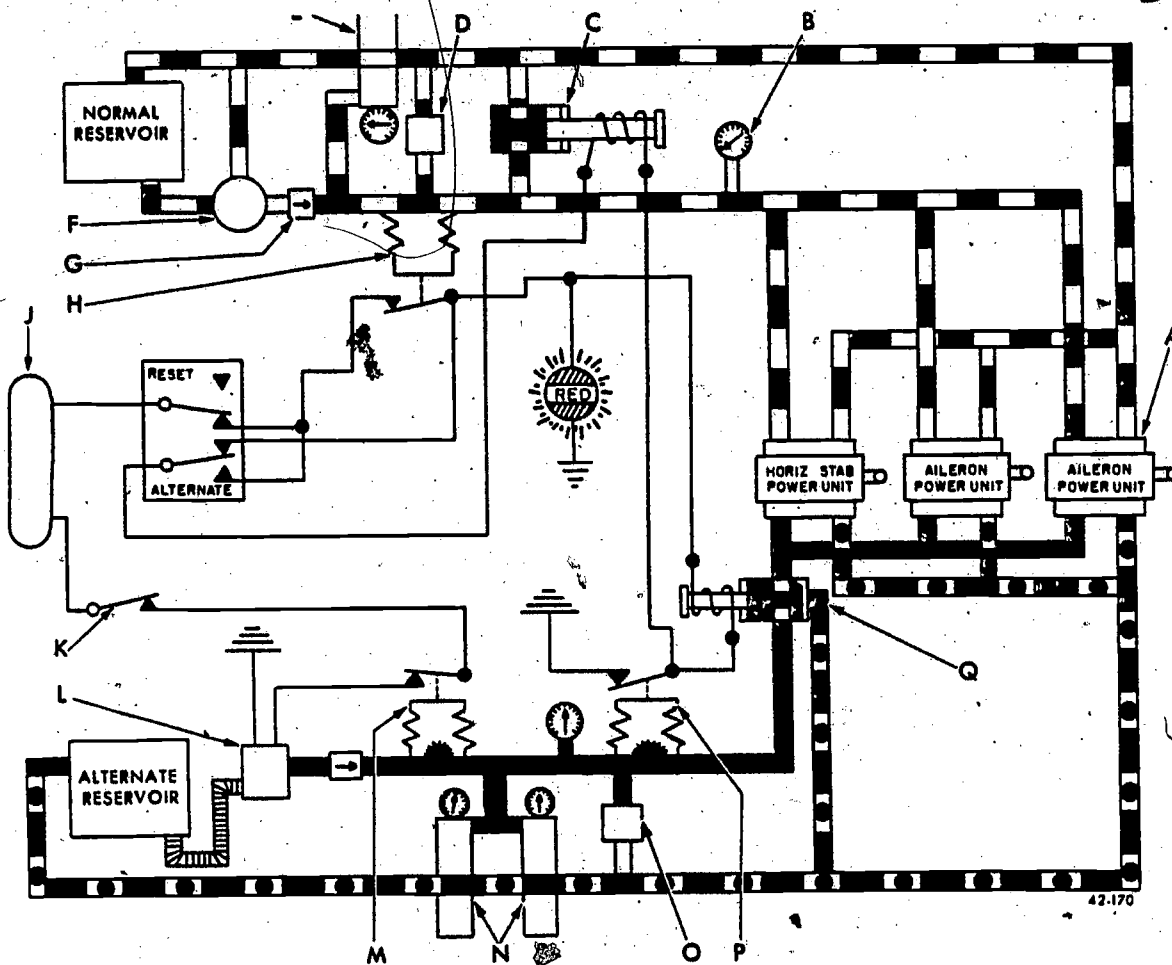 D
C
B
NORMAL
RESERVOIR
F
G
H
J
A
RESET
ALTERNATE
RED
HORIZ STAB
POWER UNIT
AILERON
POWER UNIT
AILERON
POWER UNIT
K
L
Q
ALTERNATE
RESERVOIR
42-170
M
N
O
P